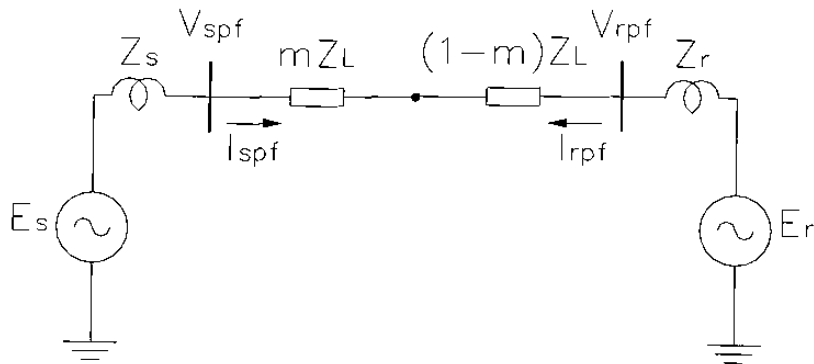 Vspf
Vrpf
Zs
mZL
(1-m)ZL
Zr
Ispf
Irpf
Es
Er